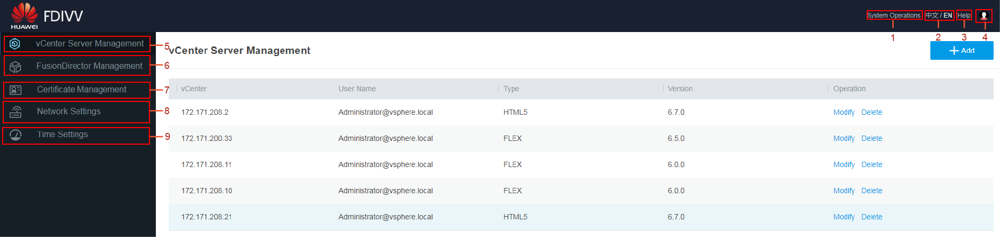 HUAWEI
FDIVV
System Operations 中文 / EN Help
1 2 3 4
vCenter Server Management 5
FusionDirector Management 6
Certificate Management 7
Network Settings 8
Time Settings 9
vCenter Server Management
Add
vCenter User Name Type Version Operation
172.171.208.2 Administrator@vsphere.local HTML5 6.7.0 Modify Delete
172.171.200.33 Administrator@vsphere.local FLEX 6.5.0 Modify Delete
172.171.208.11 Administrator@vsphere.local FLEX 6.0.0 Modify Delete
172.171.208.10 Administrator@vsphere.local FLEX 6.0.0 Modify Delete
172.171.208.21 Administrator@vsphere.local HTML5 6.7.0 Modify Delete